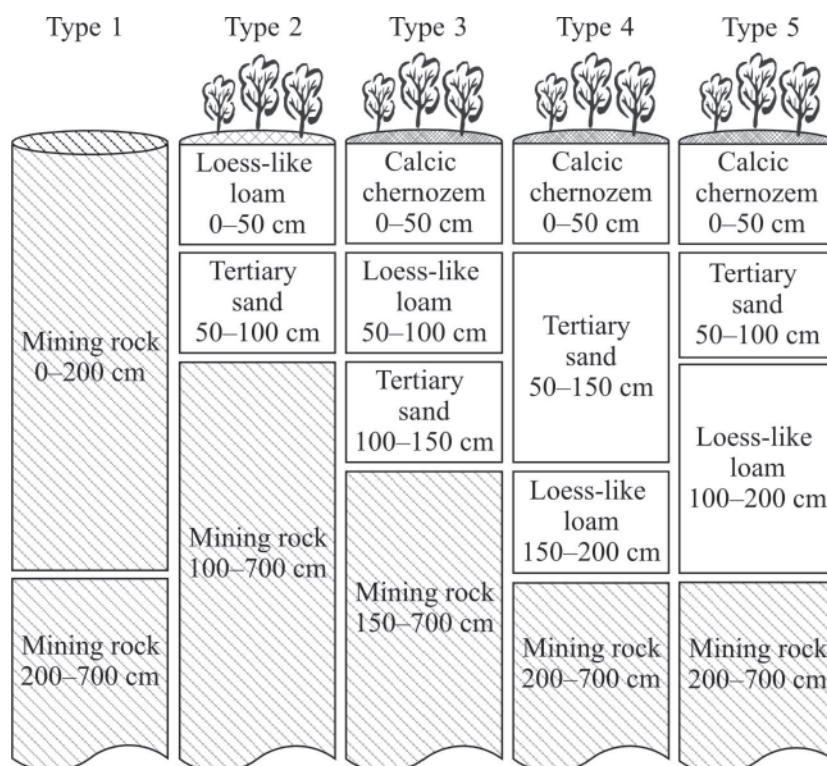 Type 1
Type 2
Type 3
Type 4
Type 5
Mining rock
0–200 cm
Mining rock
200–700 cm
Loess-like
loam
0–50 cm
Tertiary
sand
50–100 cm
Mining rock
100–700 cm
Calcic
chernozem
0–50 cm
Loess-like
loam
50–100 cm
Tertiary
sand
100–150 cm
Mining rock
150–700 cm
Calcic
chernozem
0–50 cm
Tertiary
sand
50–150 cm
Loess-like
loam
150–200 cm
Mining rock
200–700 cm
Calcic
chernozem
0–50 cm
Tertiary
sand
50–100 cm
Loess-like
loam
100–200 cm
Mining rock
200–700 cm